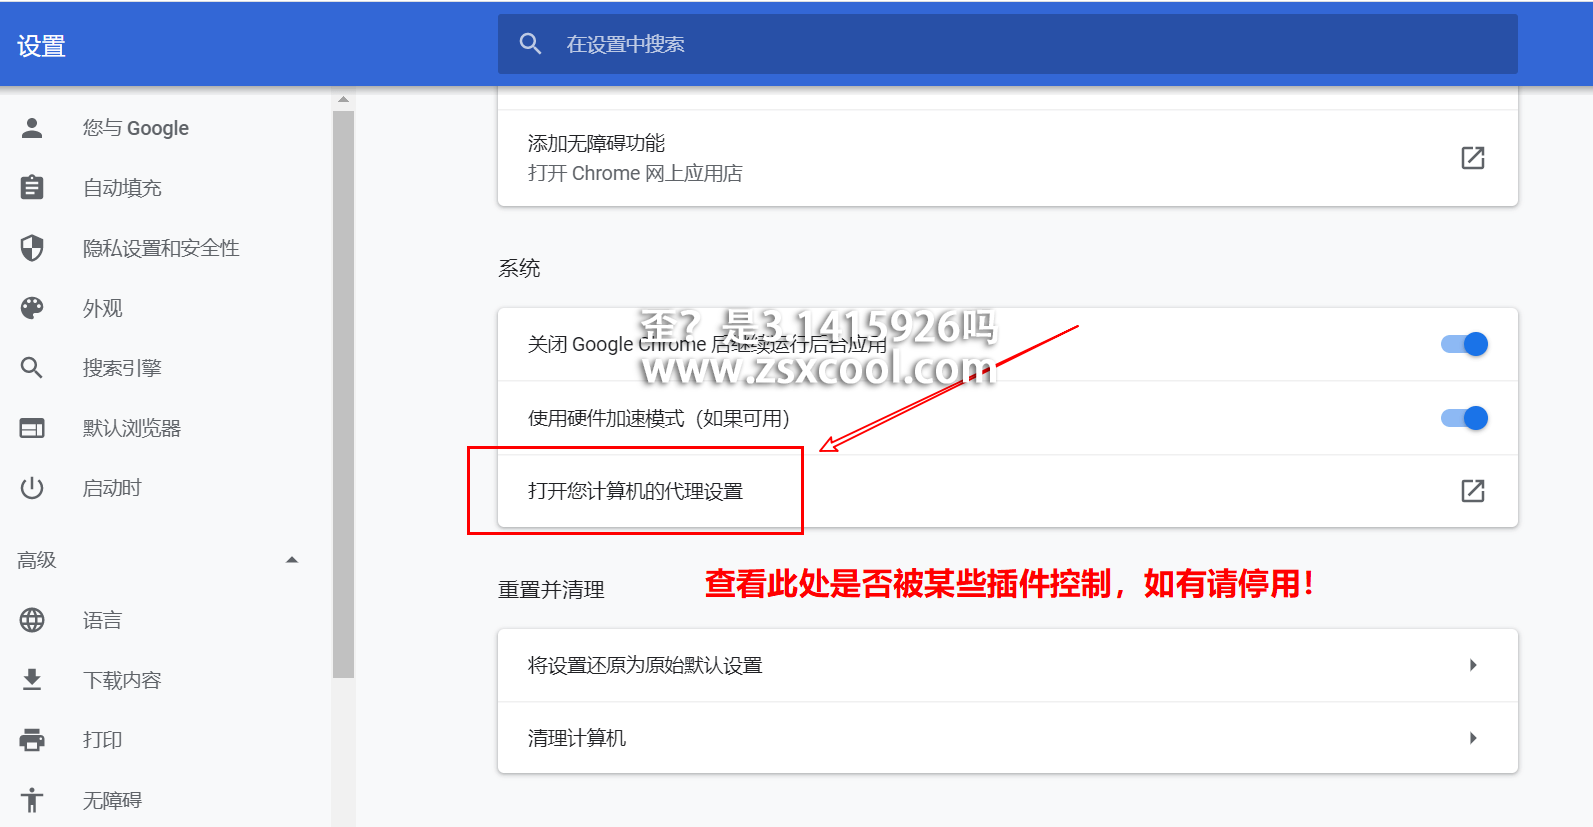 设置
在设置中搜索
您与 Google
自动填充
隐私设置和安全性
外观
搜索引擎
默认浏览器
启动时
高级
语言
下载内容
打印
无障碍
添加无障碍功能
打开 Chrome 网上应用店
系统
歪？是3.1415926吗
www.zsxcool.com
关闭 Google Chrome 后继续运行后台应用
使用硬件加速模式（如果可用）
打开您计算机的代理设置
查看此处是否被某些插件控制，如有请停用！
重置并清理
将设置还原为原始默认设置
清理计算机